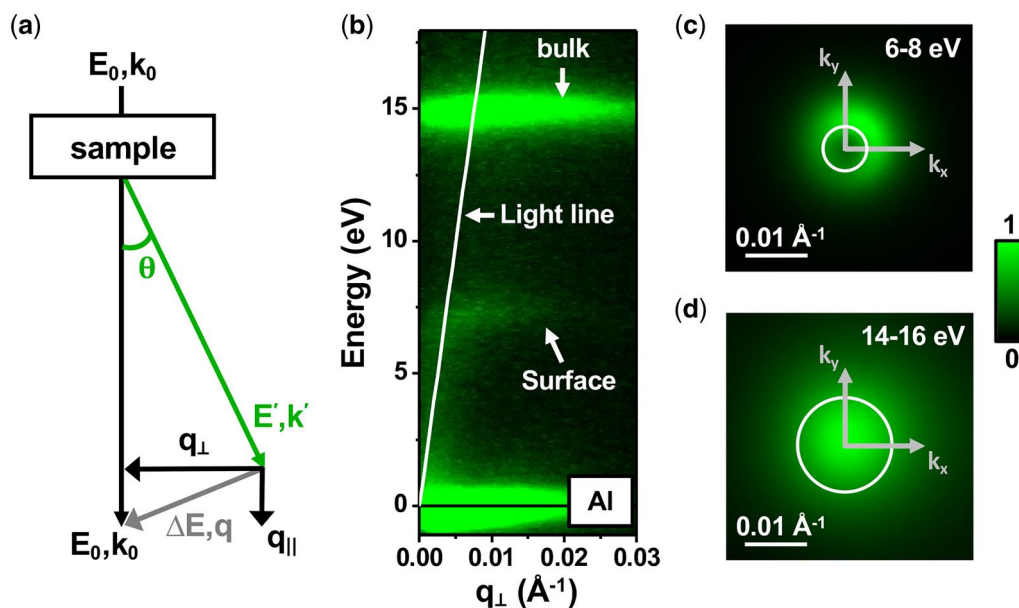 (a)
E₀,k₀
sample
θ
E′,k′
q⊥
ΔE,q
q||
E₀,k₀
(b)
bulk
Light line
Surface
Al
Energy (eV)
15
10
5
0
0.00 0.01 0.02 0.03
q⊥ (Å⁻¹)
(c)
6-8 eV
kᵧ
kₓ
0.01 Å⁻¹
(d)
14-16 eV
kᵧ
kₓ
0.01 Å⁻¹
1
0